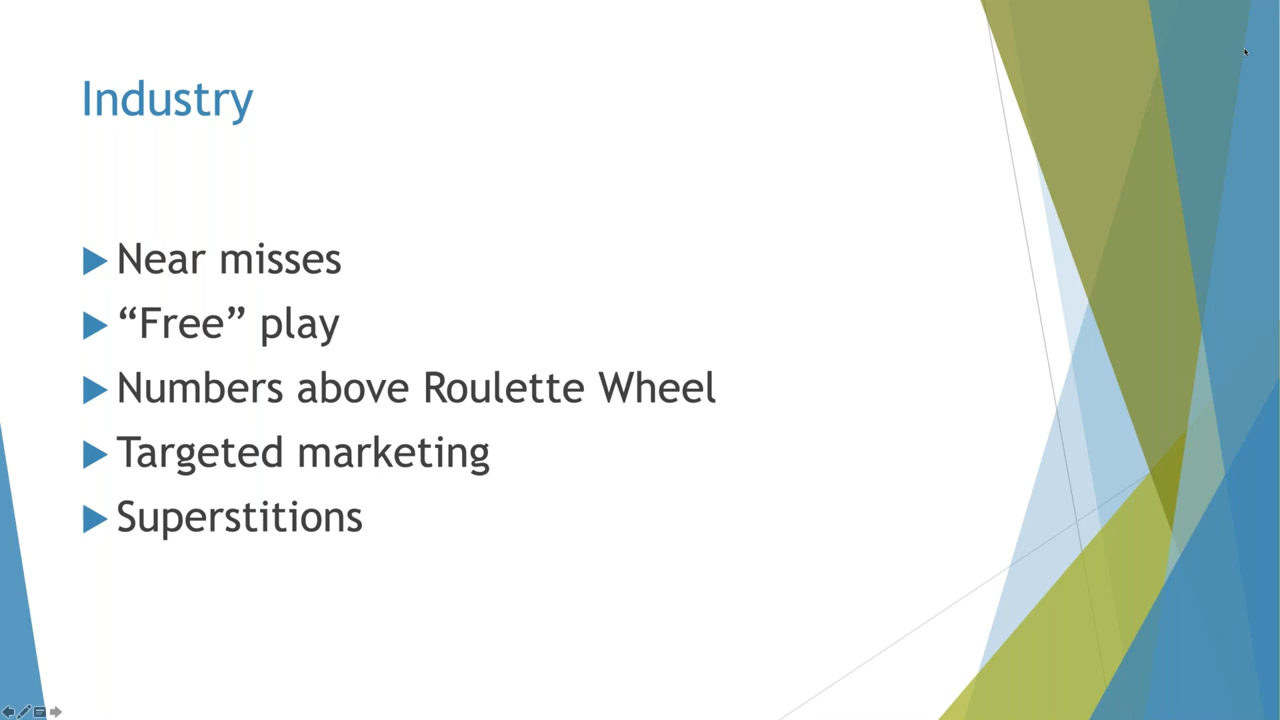 Industry
Near misses
“Free” play
Numbers above Roulette Wheel
Targeted marketing
Superstitions